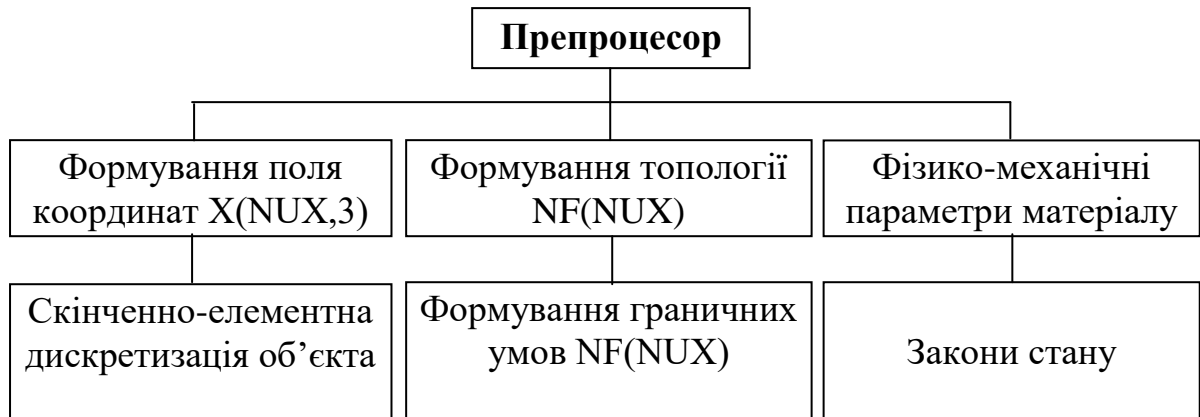 Препроцесор
Формування поля
координат X(NUX,3)
Формування топології
NF(NUX)
Фізико-механічні
параметри матеріалу
Скінченно-елементна
дискретизація об’єкта
Формування граничних
умов NF(NUX)
Закони стану